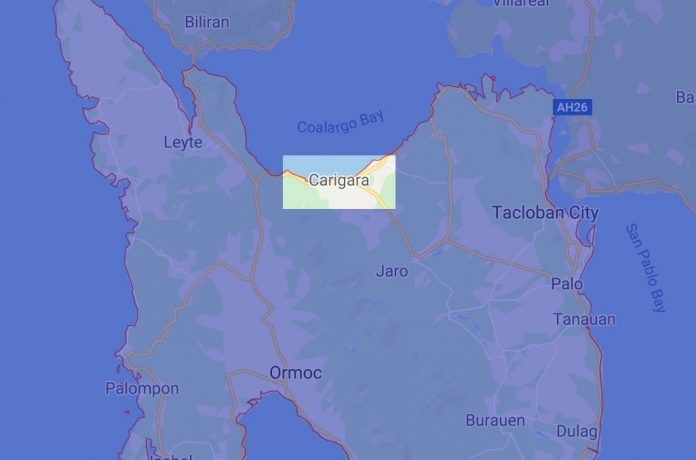 Villareal
Biliran
Coalargo Bay
AH26
Ba
Leyte
Carigara
Tacloban City
San Pablo Bay
Jaro
Palo
Tanauan
Ormoc
Palompon
Burauen
Dulag
Isabel